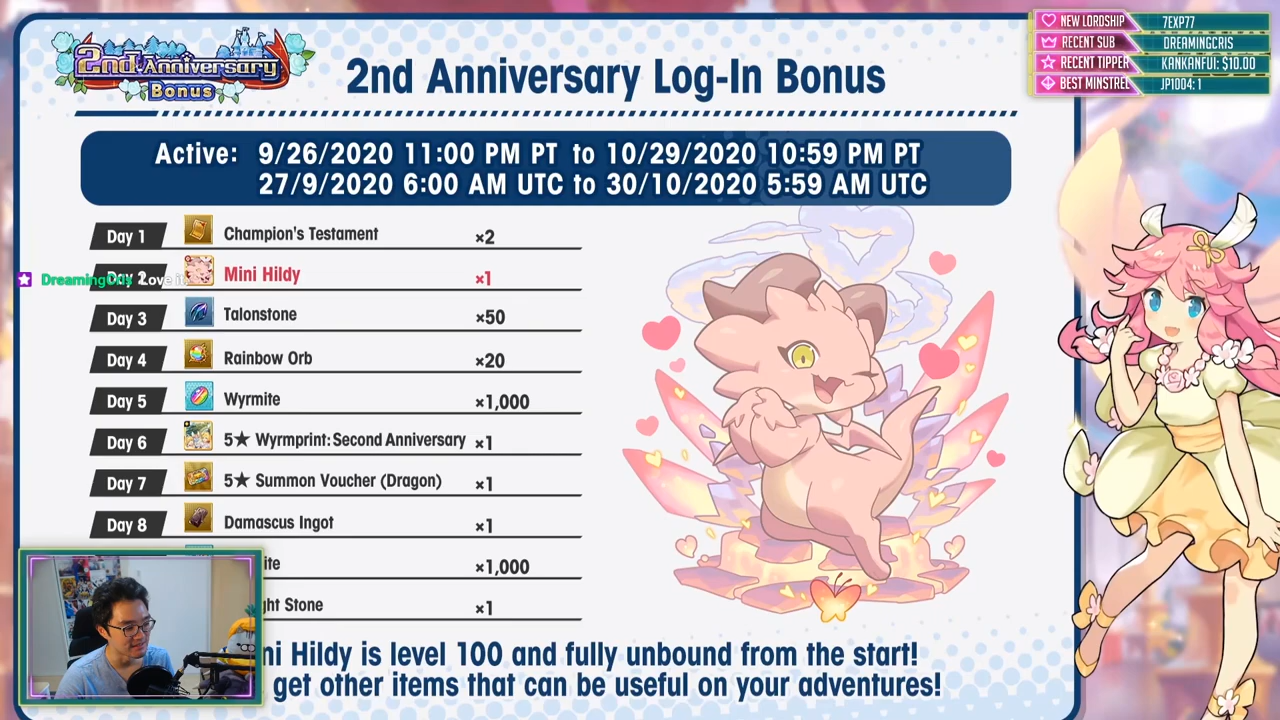 2nd Anniversary
Bonus
2nd Anniversary Log-In Bonus
NEW LORDSHIP 7EXP77
RECENT SUB DREAMINGCRIS
RECENT TIPPER KANKANFUI: $10.00
BEST MINSTREL JP1004: 1
Active: 9/26/2020 11:00 PM PT to 10/29/2020 10:59 PM PT
27/9/2020 6:00 AM UTC to 30/10/2020 5:59 AM UTC
Day 1 Champion's Testament ×2
Day 2 Mini Hildy ×1
DreamingCris Love it
Day 3 Talonstone ×50
Day 4 Rainbow Orb ×20
Day 5 Wyrmite ×1,000
Day 6 5★ Wyrmprint: Second Anniversary ×1
Day 7 5★ Summon Voucher (Dragon) ×1
Day 8 Damascus Ingot ×1
ite ×1,000
ght Stone ×1
ni Hildy is level 100 and fully unbound from the start!
get other items that can be useful on your adventures!